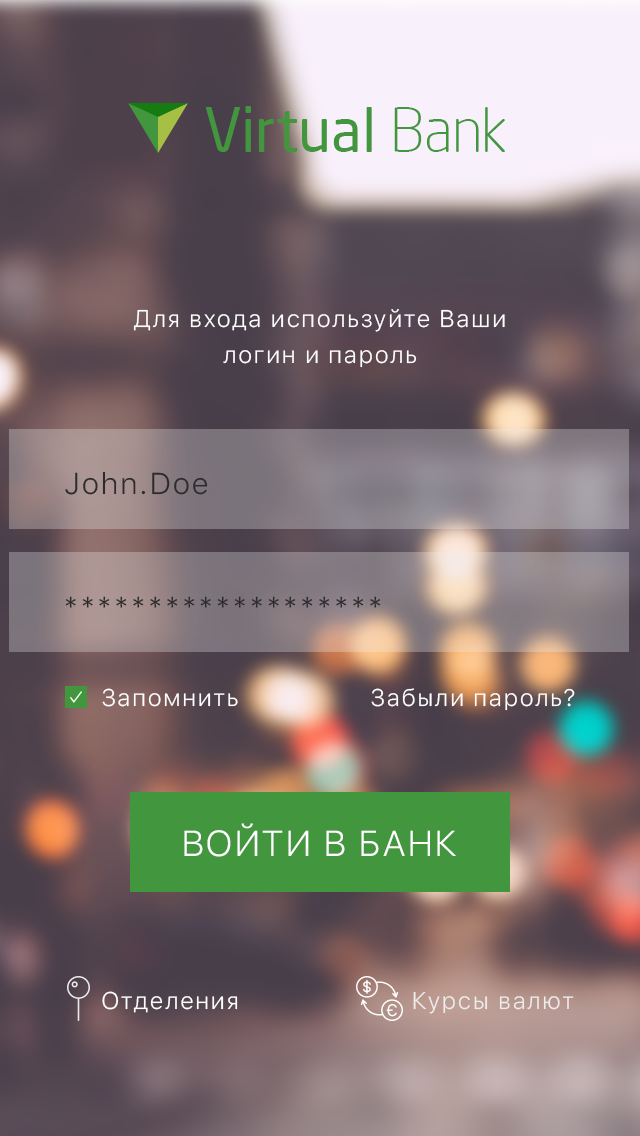 Virtual Bank
Для входа используйте Ваши
логин и пароль
John.Doe
*******************
Запомнить
Забыли пароль?
ВОЙТИ В БАНК
Отделения
$
€
Курсы валют